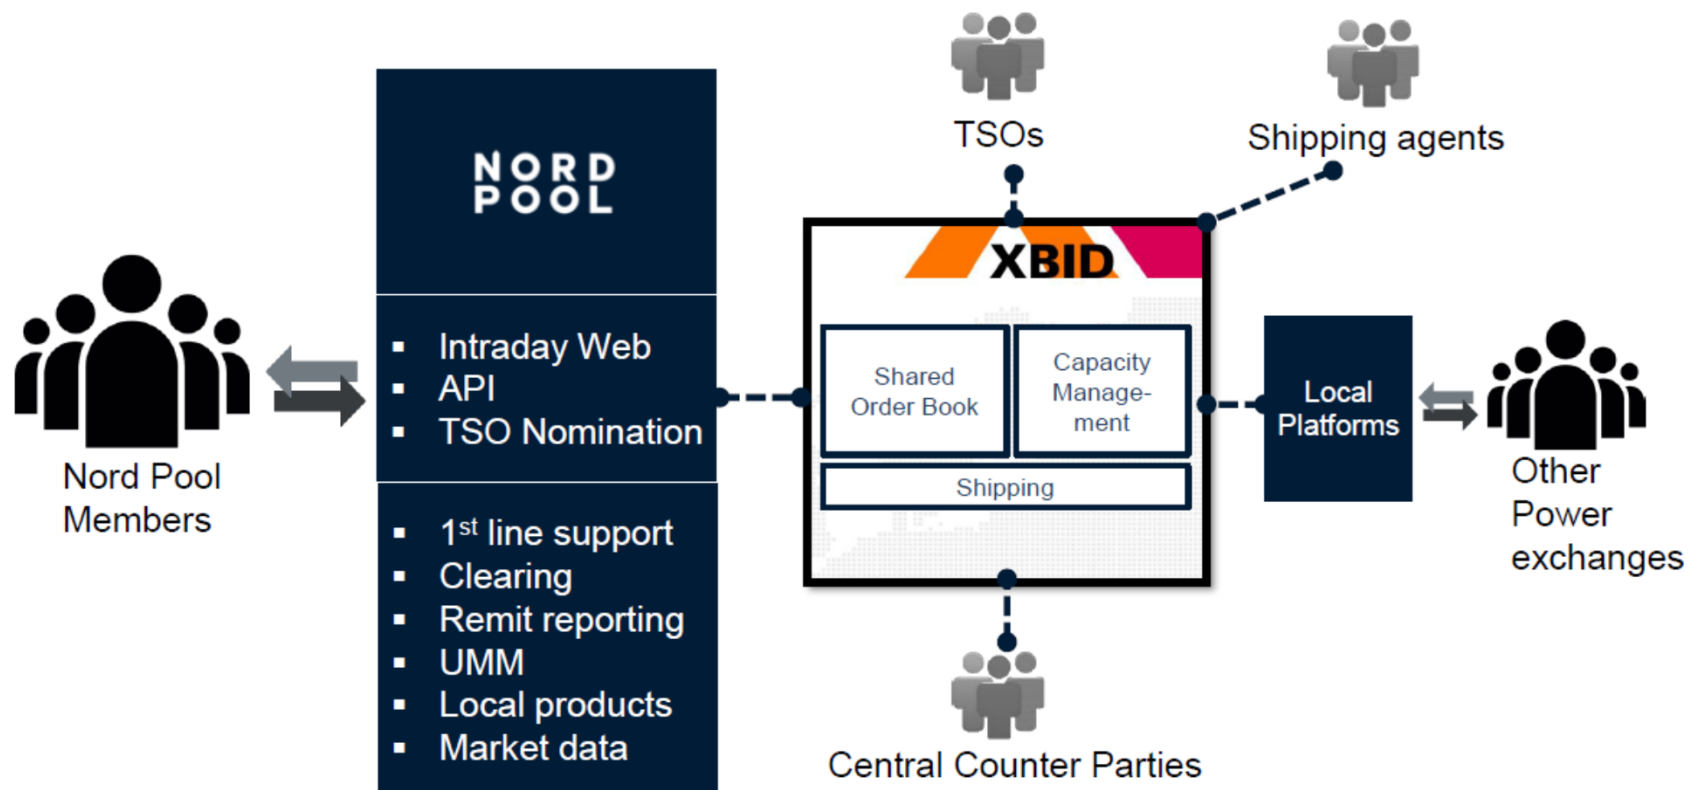 NORD
POOL
▪ Intraday Web
▪ API
▪ TSO Nomination
▪ 1st line support
▪ Clearing
▪ Remit reporting
▪ UMM
▪ Local products
▪ Market data
Nord Pool
Members
TSOs
Shipping agents
XBID
Shared
Order Book
Capacity
Manage-
ment
Shipping
Local
Platforms
Other
Power
exchanges
Central Counter Parties